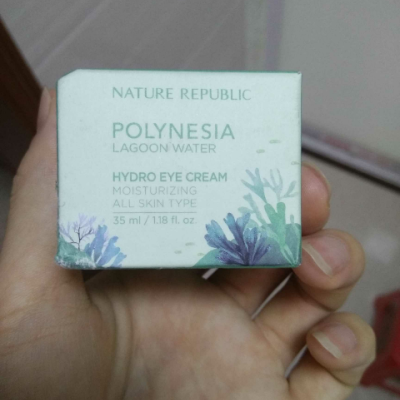 NATURE REPUBLIC
POLYNESIA
LAGOON WATER
HYDRO EYE CREAM
MOISTURIZING
ALL SKIN TYPE
35 ml / 1.18 fl. oz.